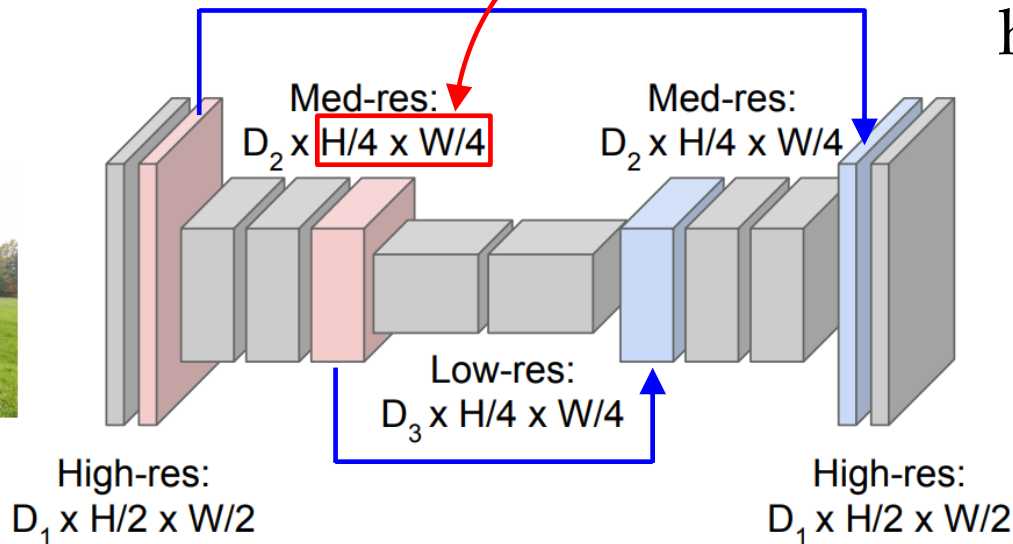 h
Med-res:
D₂ x H/4 x W/4
Med-res:
D₂ x H/4 x W/4
Low-res:
D₃ x H/4 x W/4
High-res:
D₁ x H/2 x W/2
High-res:
D₁ x H/2 x W/2